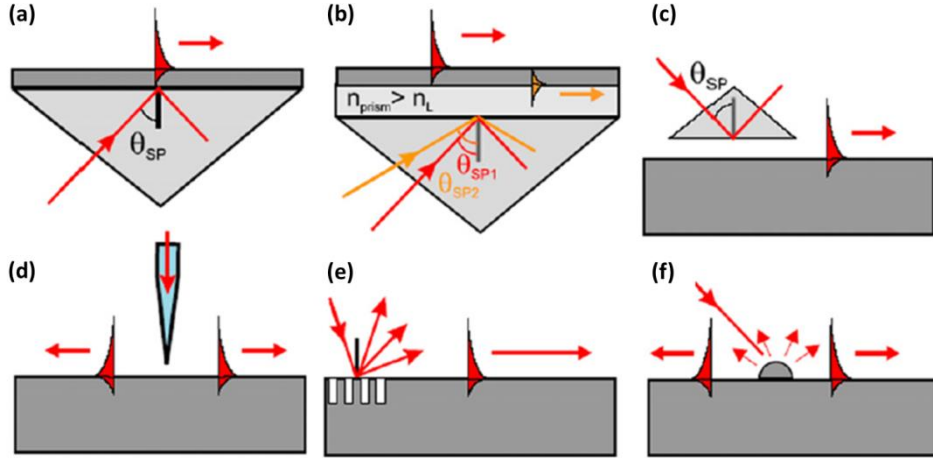 (a)
(b)
(c)
θSP
nprism> nL
θSP1
θSP2
θSP
(d)
(e)
(f)